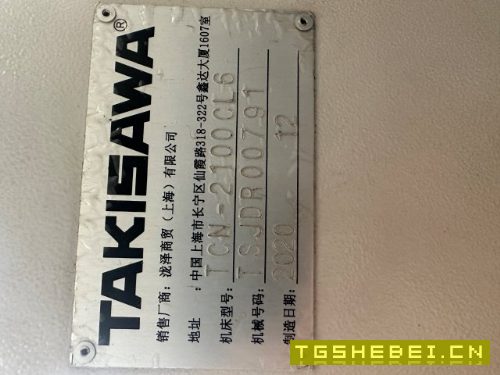 TAKISAWA®
销售厂商：泷泽商贸（上海）有限公司
地址：中国上海市长宁区仙霞路318-322号鑫达大厦1607室
机床型号：TCN-2100CL6
机械号码：TSJDR00791
制造日期：2020 12
TGSHEBEI.CN